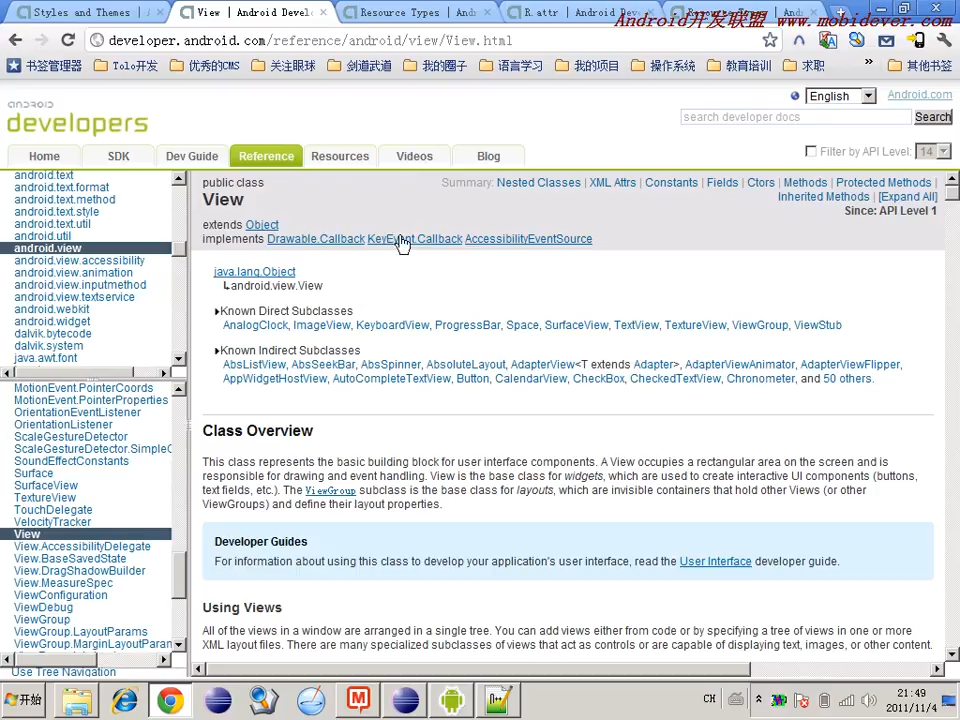 Styles and Themes |
View | Android Devel
Resource Types | And
R.attr | Android Dev
Android开发联盟 www.mobidever.com
developer.android.com/reference/android/view/View.html
书签管理器 Tolo开发 优秀的CMS 关注眼球 剑道武道 我的圈子 语言学习 我的项目 操作系统 教育培训 求职 » 其他书签
English Android.com
android
developers
search developer docs Search
Home SDK Dev Guide Reference Resources Videos Blog
Filter by API Level: 14
android.text
android.text.format
android.text.method
android.text.style
android.text.util
android.util
android.view
android.view.accessibility
android.view.animation
android.view.inputmethod
android.view.textservice
android.webkit
android.widget
dalvik.bytecode
dalvik.system
java.awt.font
MotionEvent.PointerCoords
MotionEvent.PointerProperties
OrientationEventListener
OrientationListener
ScaleGestureDetector
ScaleGestureDetector.SimpleC
SoundEffectConstants
Surface
SurfaceView
TextureView
TouchDelegate
VelocityTracker
View
View.AccessibilityDelegate
View.BaseSavedState
View.DragShadowBuilder
View.MeasureSpec
ViewConfiguration
ViewDebug
ViewGroup
ViewGroup.LayoutParams
ViewGroup.MarginLayoutParan
Use Tree Navigation
public class
Summary: Nested Classes | XML Attrs | Constants | Fields | Ctors | Methods | Protected Methods |
Inherited Methods | [Expand All]
View
Since: API Level 1
extends Object
implements Drawable.Callback KeyEvent.Callback AccessibilityEventSource
java.lang.Object
↳android.view.View
Known Direct Subclasses
AnalogClock, ImageView, KeyboardView, ProgressBar, Space, SurfaceView, TextView, TextureView, ViewGroup, ViewStub
Known Indirect Subclasses
AbsListView, AbsSeekBar, AbsSpinner, AbsoluteLayout, AdapterView<T extends Adapter>, AdapterViewAnimator, AdapterViewFlipper,
AppWidgetHostView, AutoCompleteTextView, Button, CalendarView, CheckBox, CheckedTextView, Chronometer, and 50 others.
Class Overview
This class represents the basic building block for user interface components. A View occupies a rectangular area on the screen and is
responsible for drawing and event handling. View is the base class for widgets, which are used to create interactive UI components (buttons,
text fields, etc.). The ViewGroup subclass is the base class for layouts, which are invisible containers that hold other Views (or other
ViewGroups) and define their layout properties.
Developer Guides
For information about using this class to develop your application's user interface, read the User Interface developer guide.
Using Views
All of the views in a window are arranged in a single tree. You can add views either from code or by specifying a tree of views in one or more
XML layout files. There are many specialized subclasses of views that act as controls or are capable of displaying text, images, or other content.
开始
CH
21:49
2011/11/4